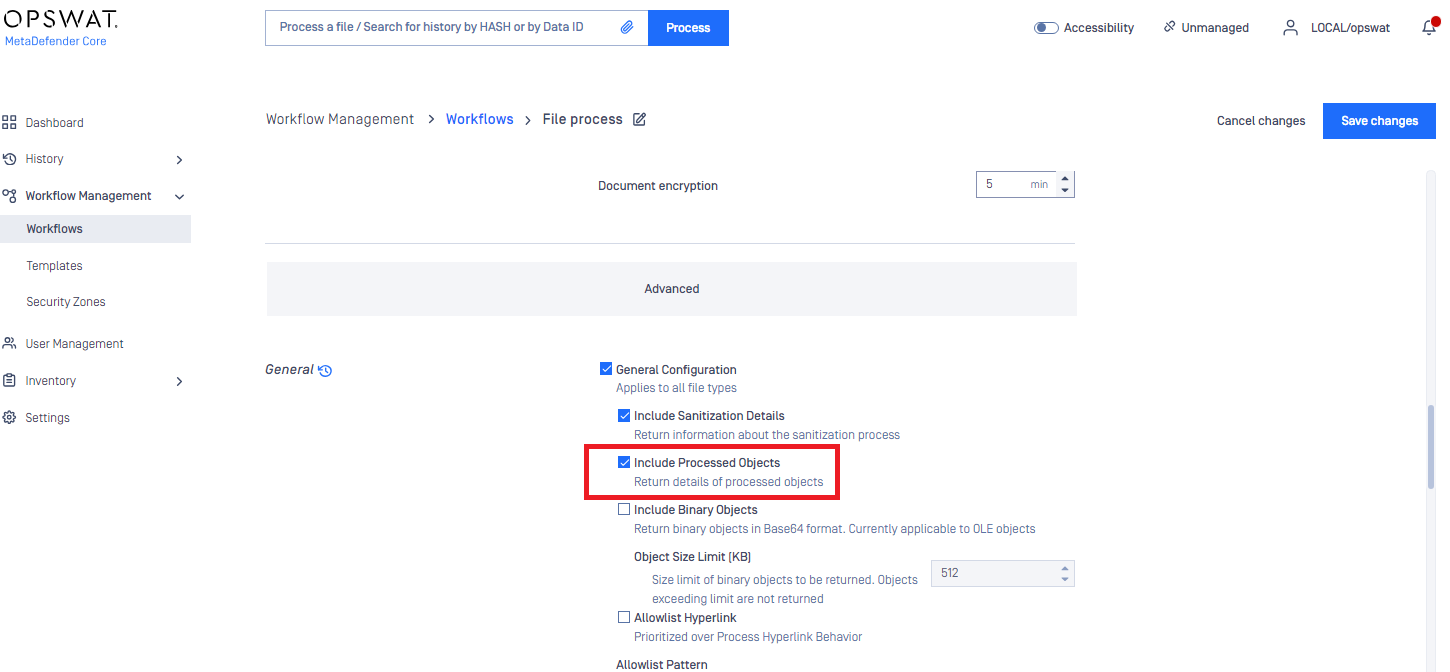 OPSWAT.
MetaDefender Core
Process a file / Search for history by HASH or by Data ID
Process
Accessibility
Unmanaged
LOCAL/opswat
Dashboard
History
Workflow Management
Workflows
Templates
Security Zones
User Management
Inventory
Settings
Workflow Management > Workflows > File process
Cancel changes
Save changes
Document encryption
5 min
Advanced
General
General Configuration
Applies to all file types
Include Sanitization Details
Return information about the sanitization process
Include Processed Objects
Return details of processed objects
Include Binary Objects
Return binary objects in Base64 format. Currently applicable to OLE objects
Object Size Limit [KB]
512
Size limit of binary objects to be returned. Objects
exceeding limit are not returned
Allowlist Hyperlink
Prioritized over Process Hyperlink Behavior
Allowlist Pattern